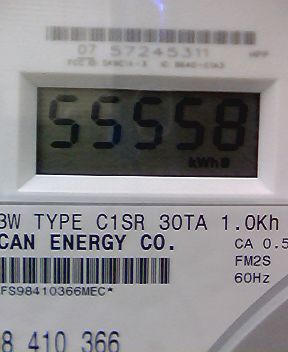 07 57245311
55558
kWh
3W TYPE C1SR 30TA 1.0Kh
CAN ENERGY CO.
CA 0.5
FM2S
60Hz
FS98410366MEC*
8 410 366